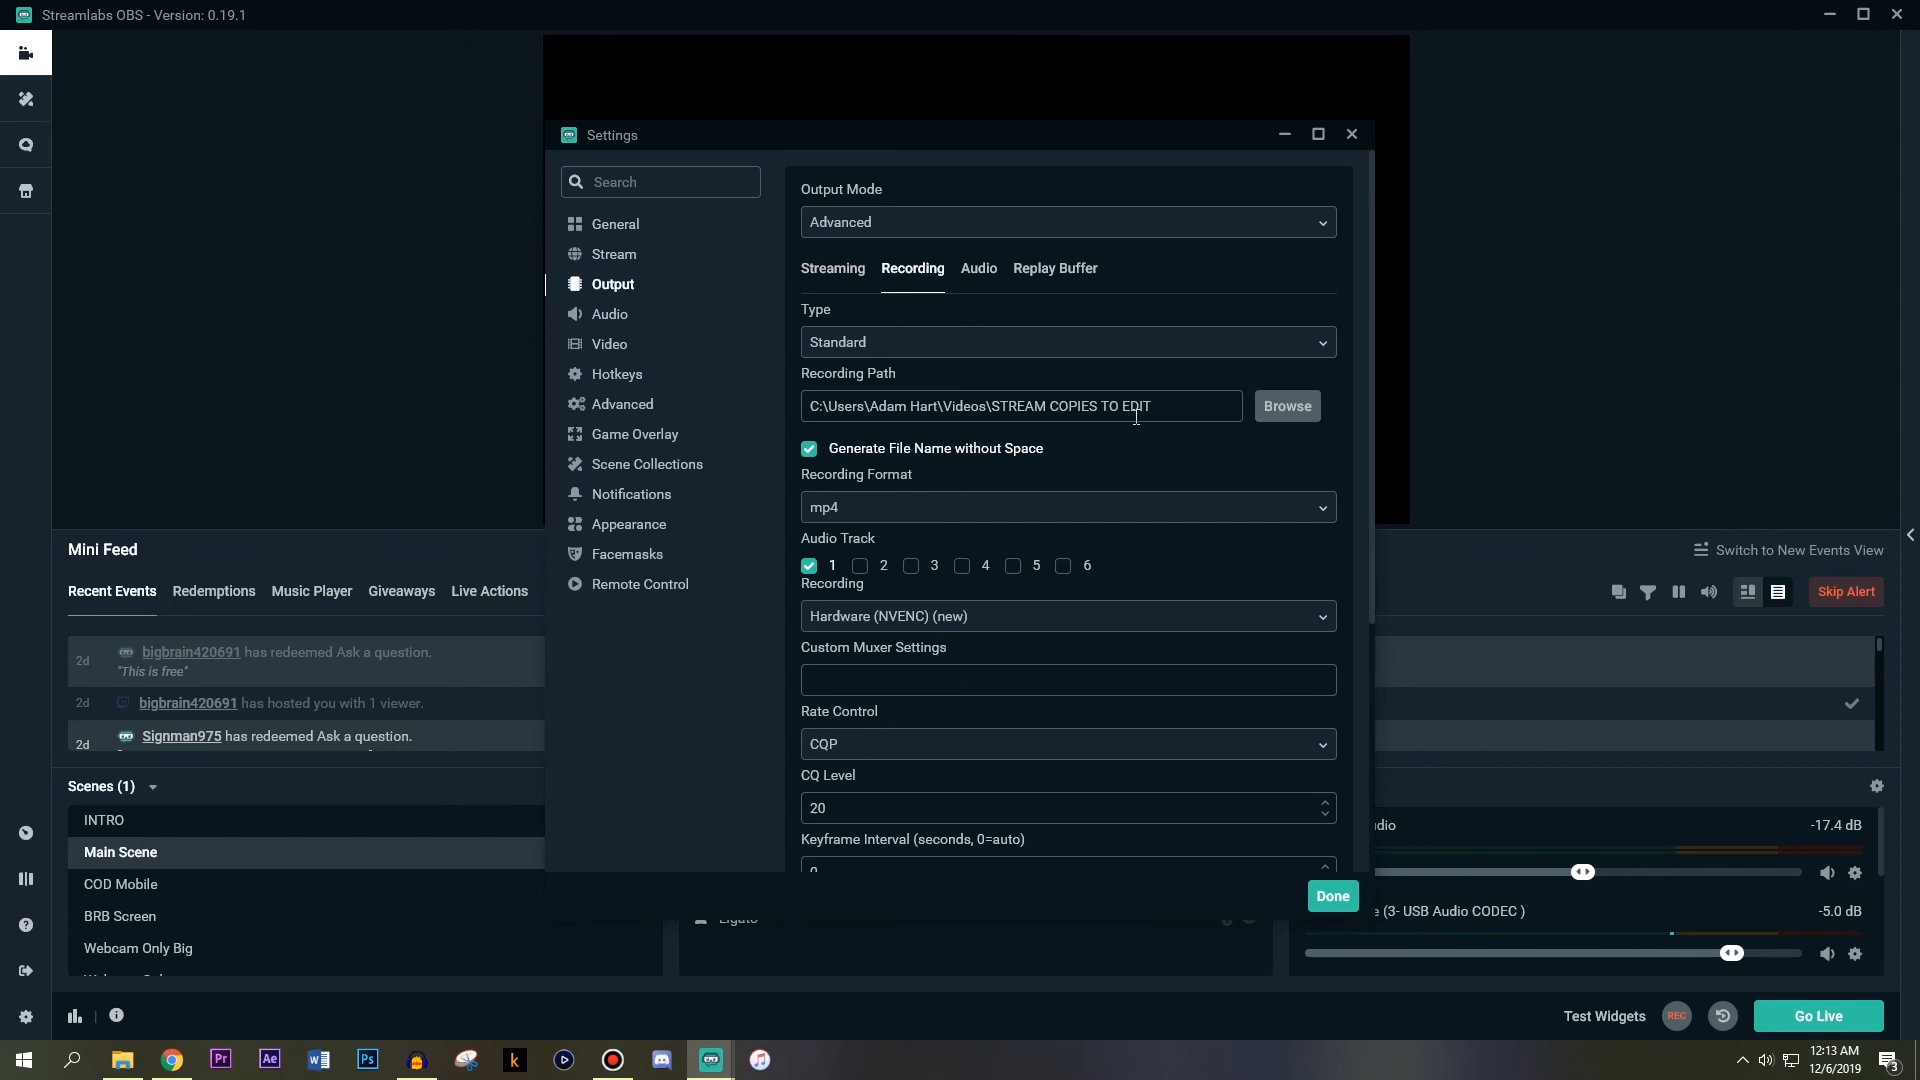 Streamlabs OBS - Version: 0.19.1
Settings
Search
General
Stream
Output
Audio
Video
Hotkeys
Advanced
Game Overlay
Scene Collections
Notifications
Appearance
Facemasks
Remote Control
Output Mode
Advanced
Streaming Recording Audio Replay Buffer
Type
Standard
Recording Path
C:\Users\Adam Hart\Videos\STREAM COPIES TO EDIT
Browse
Generate File Name without Space
Recording Format
mp4
Audio Track
1 2 3 4 5 6
Recording
Hardware (NVENC) (new)
Custom Muxer Settings
Rate Control
CQP
CQ Level
20
Keyframe Interval (seconds, 0=auto)
0
Done
Mini Feed
Switch to New Events View
Recent Events Redemptions Music Player Giveaways Live Actions
Skip Alert
2d bigbrain420691 has redeemed Ask a question.
"This is free"
2d bigbrain420691 has hosted you with 1 viewer.
2d Signman975 has redeemed Ask a question.
Scenes (1)
INTRO
Main Scene
COD Mobile
BRB Screen
Webcam Only Big
dio -17.4 dB
e (3- USB Audio CODEC ) -5.0 dB
Test Widgets
REC
Go Live
Pr Ae Ps k
12:13 AM
12/6/2019
3